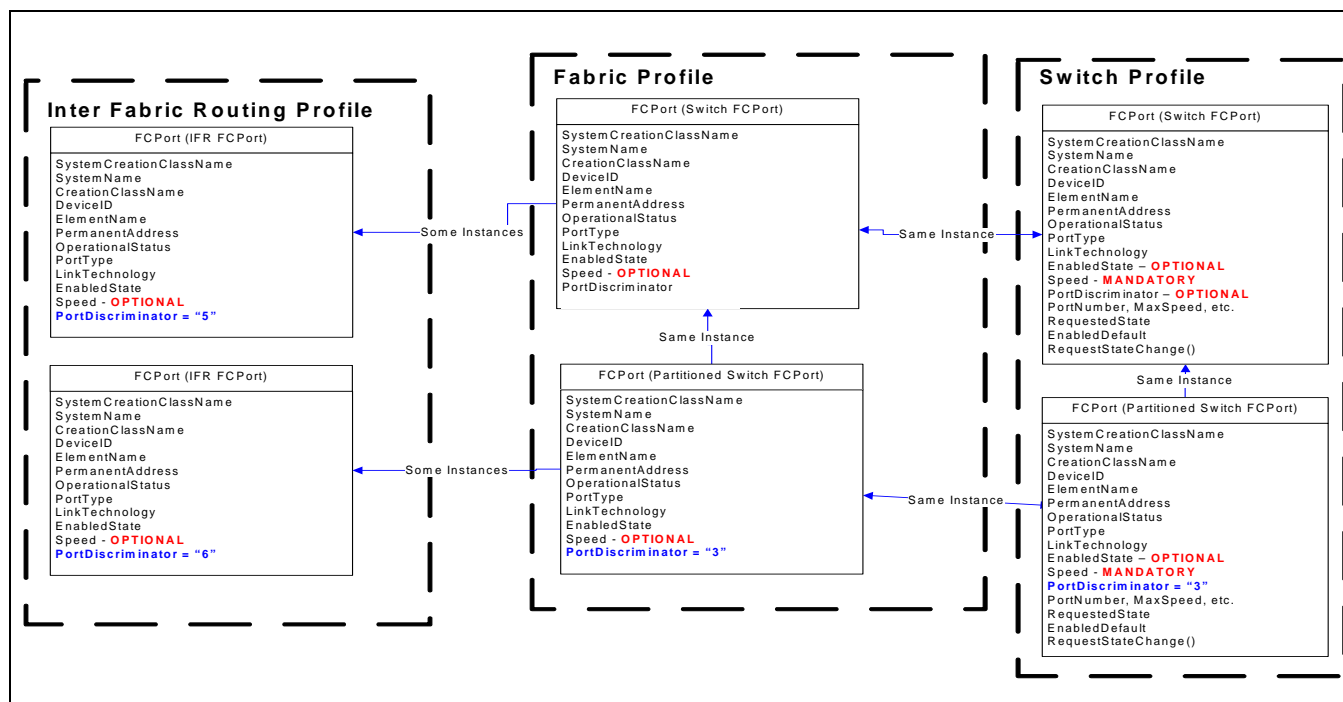 Inter Fabric Routing Profile
FCPort (IFR FCPort)
SystemCreationClassName
SystemName
CreationClassName
DeviceID
ElementName
PermanentAddress
OperationalStatus
PortType
LinkTechnology
EnabledState
Speed - OPTIONAL
PortDiscriminator = “5”
FCPort (IFR FCPort)
SystemCreationClassName
SystemName
CreationClassName
DeviceID
ElementName
PermanentAddress
OperationalStatus
PortType
LinkTechnology
EnabledState
Speed - OPTIONAL
PortDiscriminator = “6”
Some Instances
Some Instances
Fabric Profile
FCPort (Switch FCPort)
SystemCreationClassName
SystemName
CreationClassName
DeviceID
ElementName
PermanentAddress
OperationalStatus
PortType
LinkTechnology
EnabledState
Speed - OPTIONAL
PortDiscriminator
Same Instance
FCPort (Partitioned Switch FCPort)
SystemCreationClassName
SystemName
CreationClassName
DeviceID
ElementName
PermanentAddress
OperationalStatus
PortType
LinkTechnology
EnabledState
Speed - OPTIONAL
PortDiscriminator = “3”
Same Instance
Same Instance
Switch Profile
FCPort (Switch FCPort)
SystemCreationClassName
SystemName
CreationClassName
DeviceID
ElementName
PermanentAddress
OperationalStatus
PortType
LinkTechnology
EnabledState – OPTIONAL
Speed - MANDATORY
PortDiscriminator – OPTIONAL
PortNumber, MaxSpeed, etc.
RequestedState
EnabledDefault
RequestStateChange()
Same Instance
FCPort (Partitioned Switch FCPort)
SystemCreationClassName
SystemName
CreationClassName
DeviceID
ElementName
PermanentAddress
OperationalStatus
PortType
LinkTechnology
EnabledState – OPTIONAL
Speed - MANDATORY
PortDiscriminator = “3”
PortNumber, MaxSpeed, etc.
RequestedState
EnabledDefault
RequestStateChange()